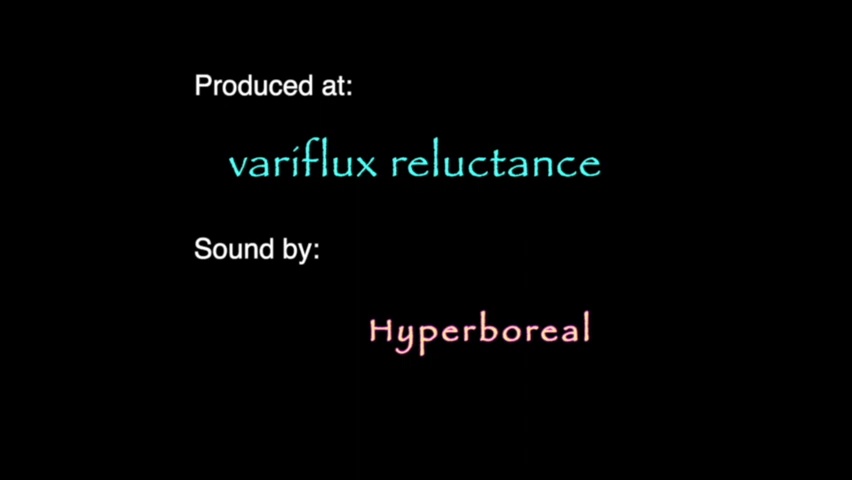 Produced at:
variflux reluctance
Sound by:
Hyperboreal